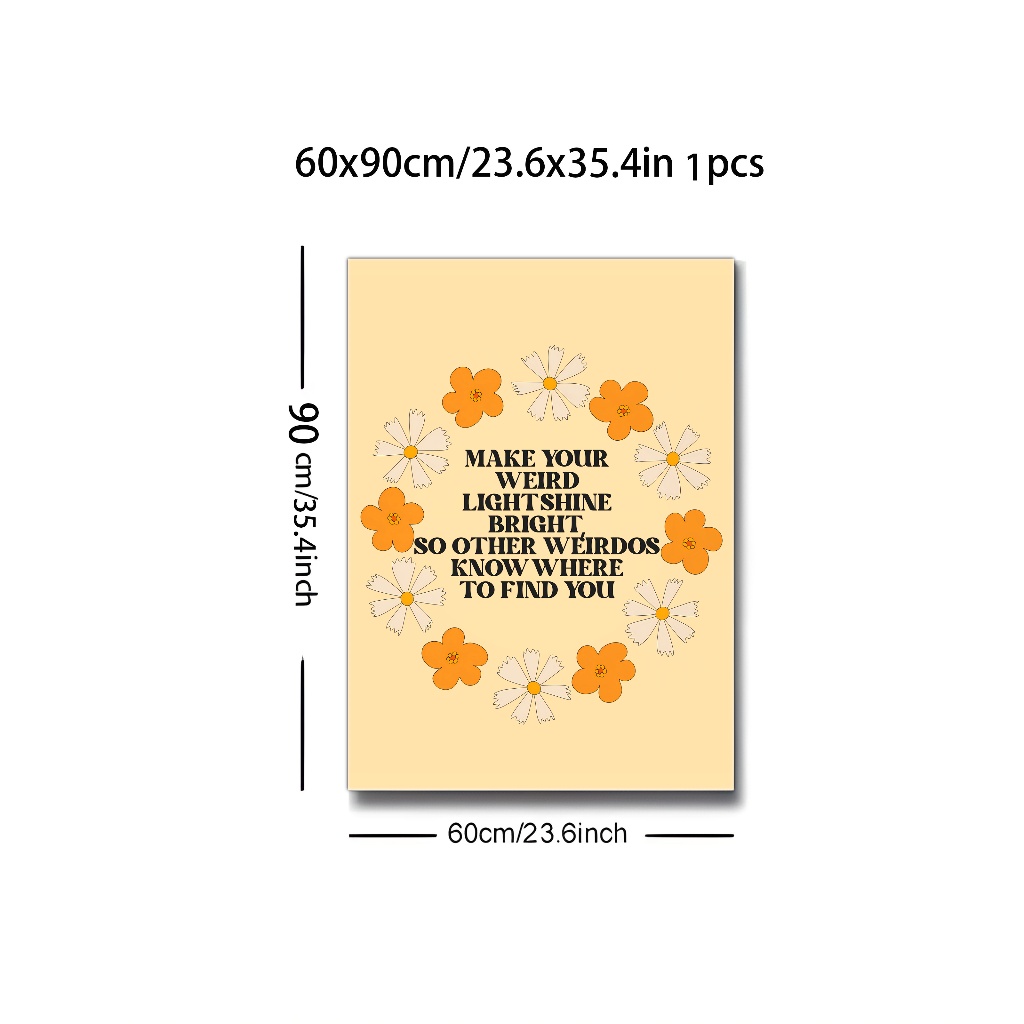 60x90cm/23.6x35.4in 1pcs
90 cm/35.4inch
MAKE YOUR
WEIRD
LIGHT SHINE
BRIGHT,
SO OTHER WEIRDOS
KNOW WHERE
TO FIND YOU
60cm/23.6inch